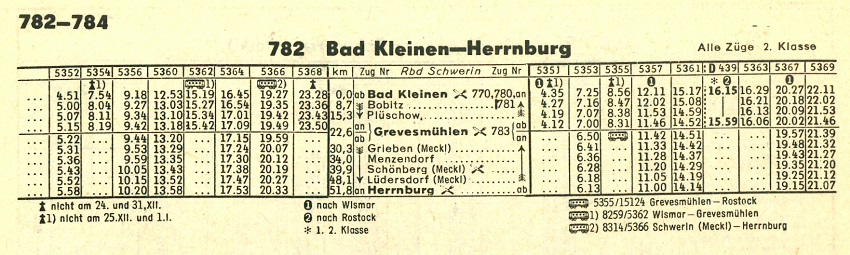 782–784
782 Bad Kleinen—Herrnburg Alle Züge 2. Klasse
5352 5354 5356 5360 5362 5364 5366 5368 km Zug Nr Rbd Schwerin Zug Nr 5351 5353 5355 5357 5361 D 439 5363 5367 5369
1) 1) 2) ❶ 1) 1) ❶ * ❷ ❶
... 4.51 7.54 9.18 12.53 15.19 16.45 19.27 23.28 0,0 ab Bad Kleinen 770,780 an 4.35 7.25 8.56 12.11 15.17 16.15 16.29 20.27 22.11
... 5.00 8.04 9.27 13.03 15.27 16.54 19.35 23.36 8,7 Bobitz 781 4.27 7.16 8.47 12.02 15.08 16.21 20.18 22.02
... 5.07 8.11 9.34 13.10 15.34 17.01 19.42 23.43 15,3 Plüschow 4.19 7.07 8.38 11.53 14.59 16.13 20.09 21.53
... 5.15 8.19 9.42 13.18 15.42 17.09 19.49 23.50 22,6 an Grevesmühlen 783 ab 4.12 7.00 8.31 11.46 14.52 15.59 16.06 20.02 21.46
... 5.22 ... 9.44 13.20 ... 17.15 19.59 ... ab an ... 6.50 11.42 14.51 ... ... 19.57 21.39
... 5.31 ... 9.53 13.29 ... 17.24 20.07 ... 30,3 Grieben (Meckl) ... 6.41 ... 11.33 14.42 ... ... 19.48 21.32
... 5.36 ... 9.59 13.35 ... 17.30 20.12 ... 34,0 Menzendorf ... 6.36 ... 11.28 14.37 ... ... 19.43 21.27
... 5.43 ... 10.05 13.43 ... 17.38 20.19 ... 39,9 Schönberg (Meckl) ... 6.28 ... 11.20 14.29 ... ... 19.35 21.20
... 5.52 ... 10.15 13.52 ... 17.47 20.27 ... 48,1 Lüdersdorf (Meckl) ... 6.18 ... 11.05 14.19 ... ... 19.25 21.12
... 5.58 ... 10.20 13.58 ... 17.53 20.33 ... 51,8 an Herrnburg ab ... 6.13 ... 11.00 14.14 ... ... 19.15 21.07
nicht am 24. und 31.XII.
1) nicht am 25.XII. und 1.I.
❶ nach Wismar
❷ nach Rostock
* 1. 2. Klasse
5355/15124 Grevesmühlen—Rostock
1) 8259/5362 Wismar—Grevesmühlen
2) 8314/5366 Schwerin (Meckl)—Herrnburg